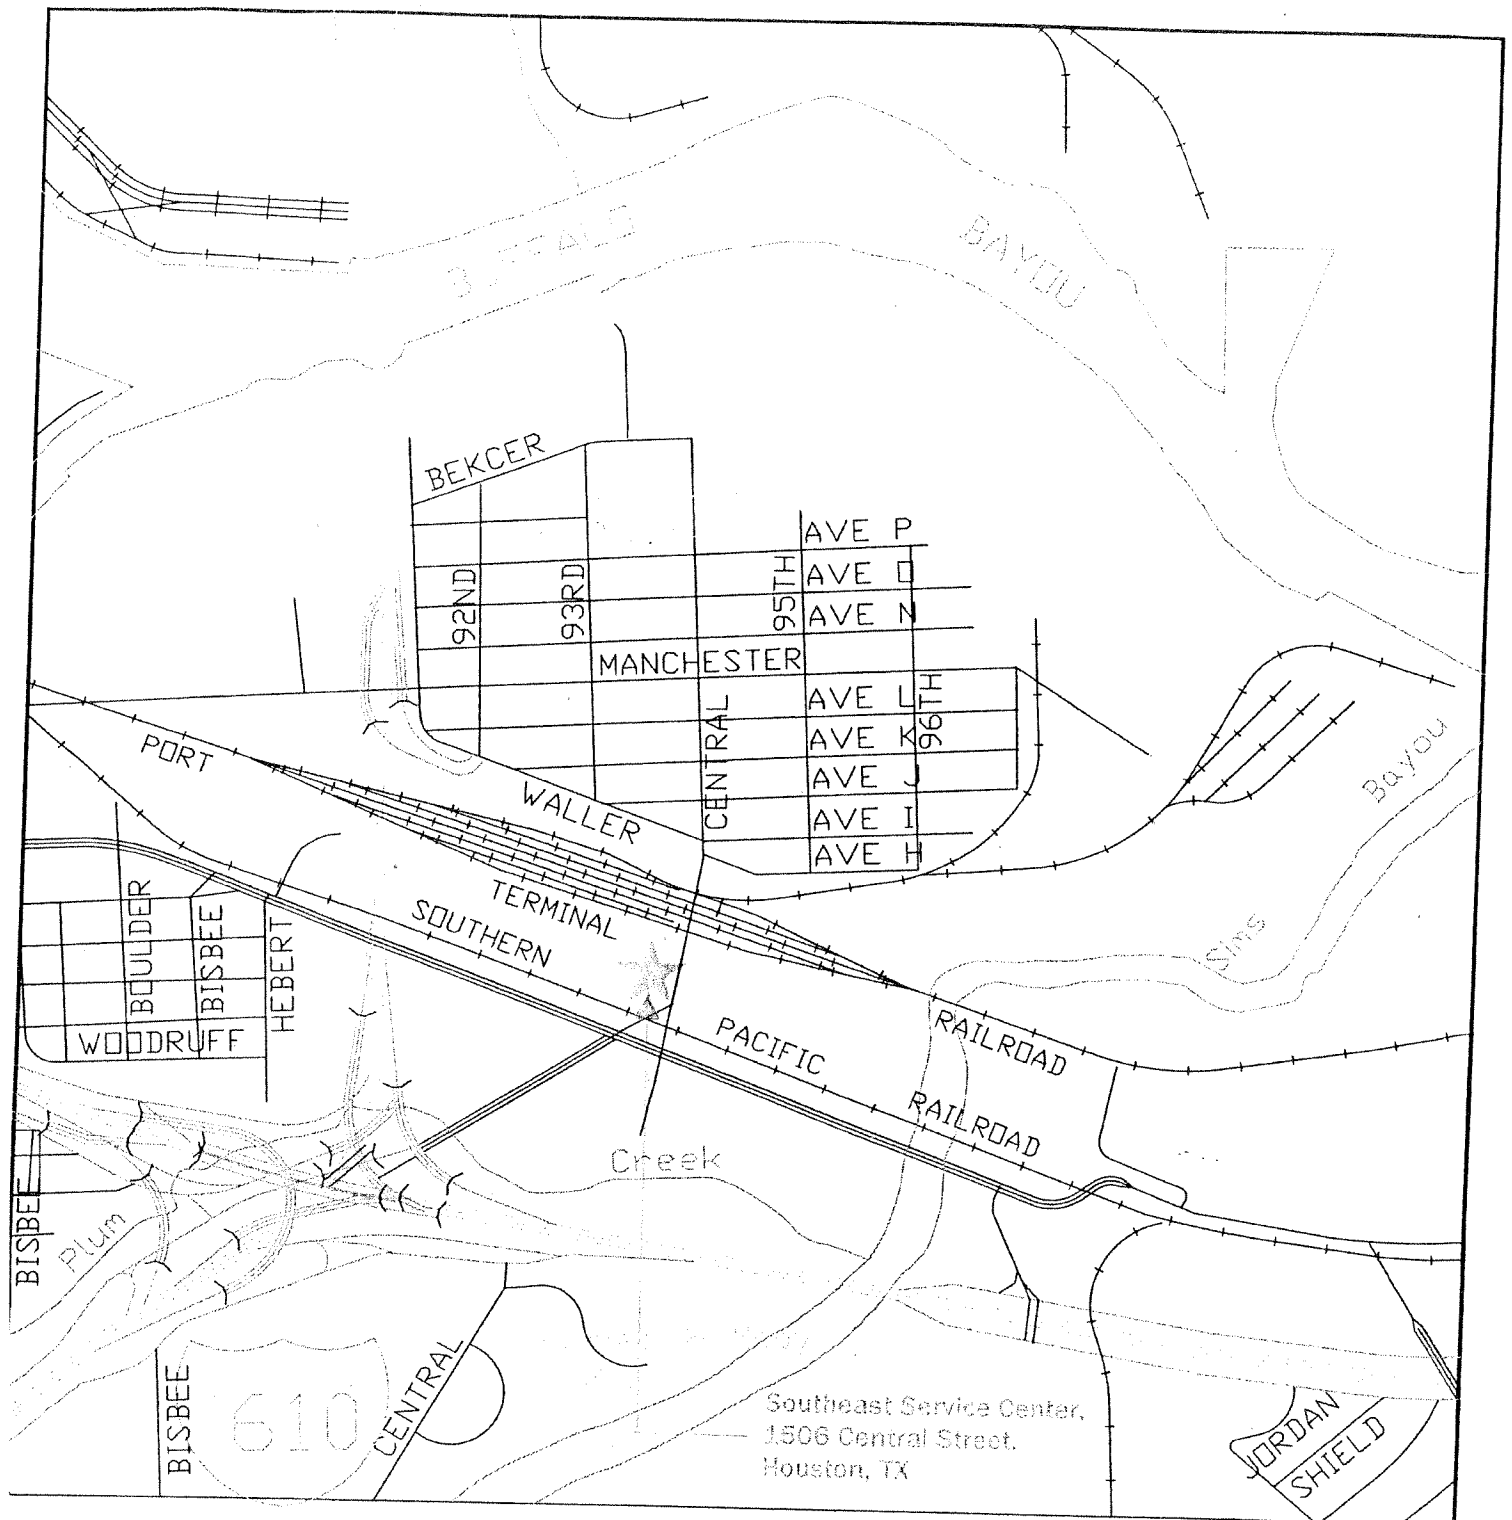 BUFFALO
BAYOU
BEKCER
AVE P
AVE O
AVE N
92ND
93RD
95TH
MANCHESTER
AVE L
AVE K
AVE J
AVE I
AVE H
96TH
CENTRAL
PORT
WALLER
TERMINAL
SOUTHERN
Bayou
Sims
BOULDER
BISBEE
HEBERT
WOODRUFF
PACIFIC
RAILROAD
RAILROAD
Creek
Plum
BISBEE
BISBEE
610
CENTRAL
Southeast Service Center,
1506 Central Street.
Houston, TX
JORDAN
SHIELD